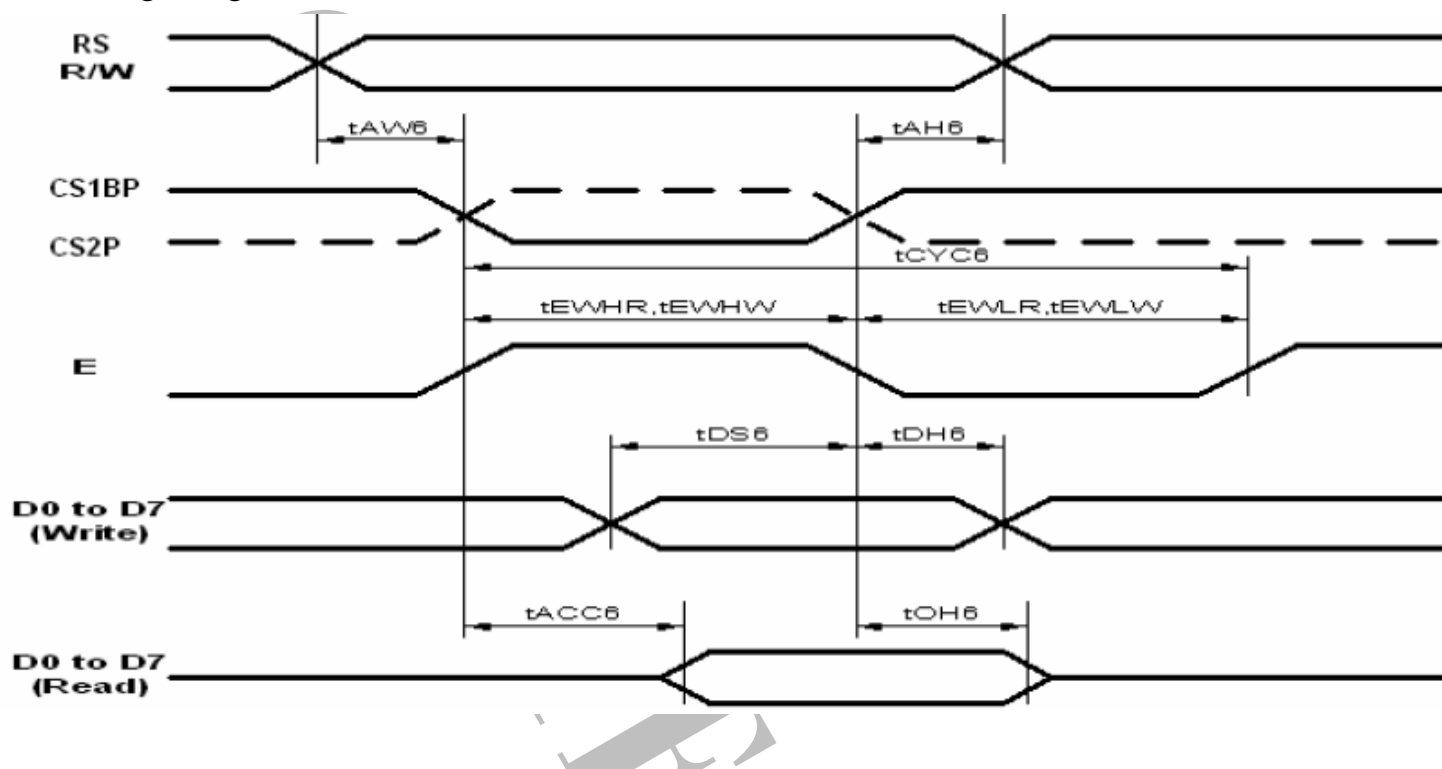 RS
R/W
tAW6
tAH6
CS1BP
CS2P
tCYC6
tEWHR,tEWHW
tEWLR,tEWLW
E
tDS6
tDH6
D0 to D7
(Write)
tACC6
tOH6
D0 to D7
(Read)